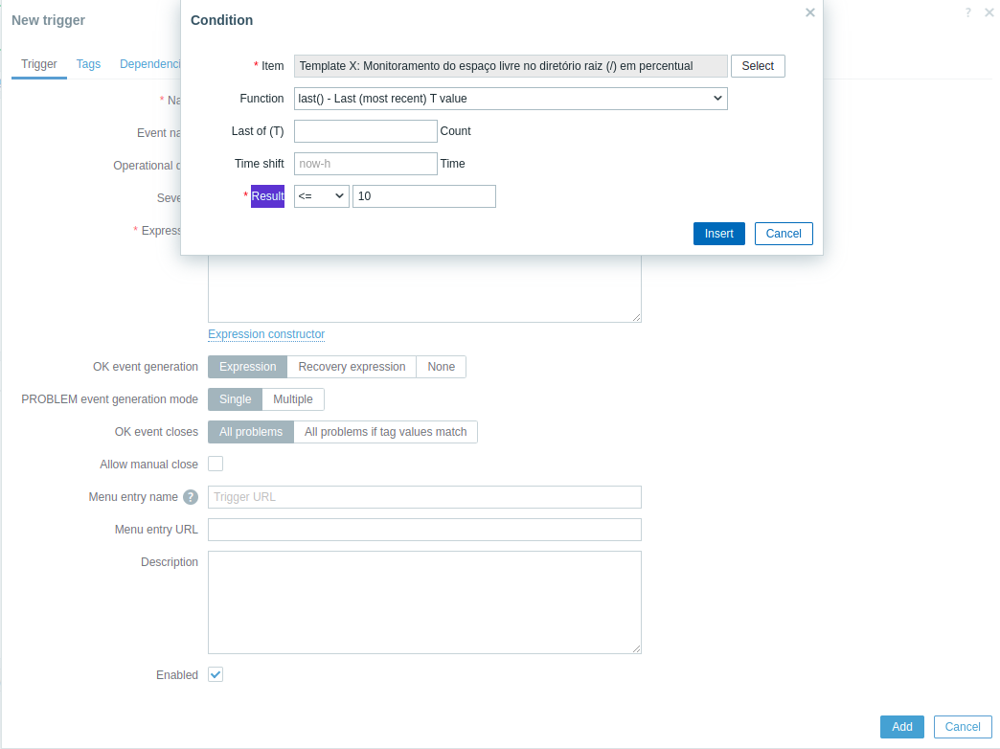 New trigger
?
Condition
Trigger Tags Dependenci
* Item Template X: Monitoramento do espaço livre no diretório raiz (/) em percentual Select
* Na
Function last() - Last (most recent) T value
Event na
Last of (T) Count
Operational d
Time shift now-h Time
Seve
* Result <= 10
* Express
Insert Cancel
Expression constructor
OK event generation Expression Recovery expression None
PROBLEM event generation mode Single Multiple
OK event closes All problems All problems if tag values match
Allow manual close
Menu entry name ? Trigger URL
Menu entry URL
Description
Enabled
Add Cancel